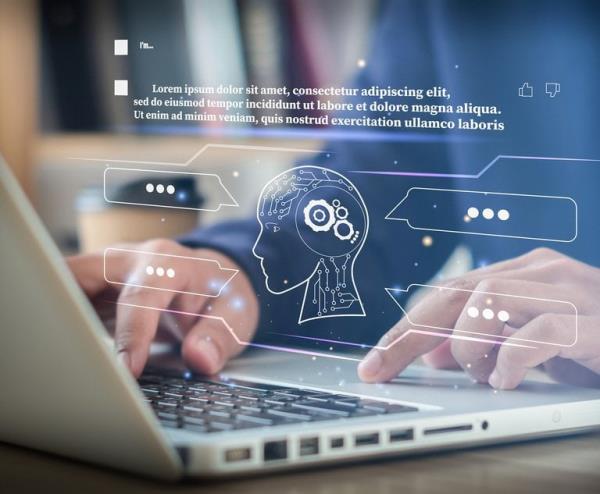 I'm...
Lorem ipsum dolor sit amet, consectetur adipiscing elit,
sed do eiusmod tempor incididunt ut labore et dolore magna aliqua.
Ut enim ad minim veniam, quis nostrud exercitation ullamco laboris